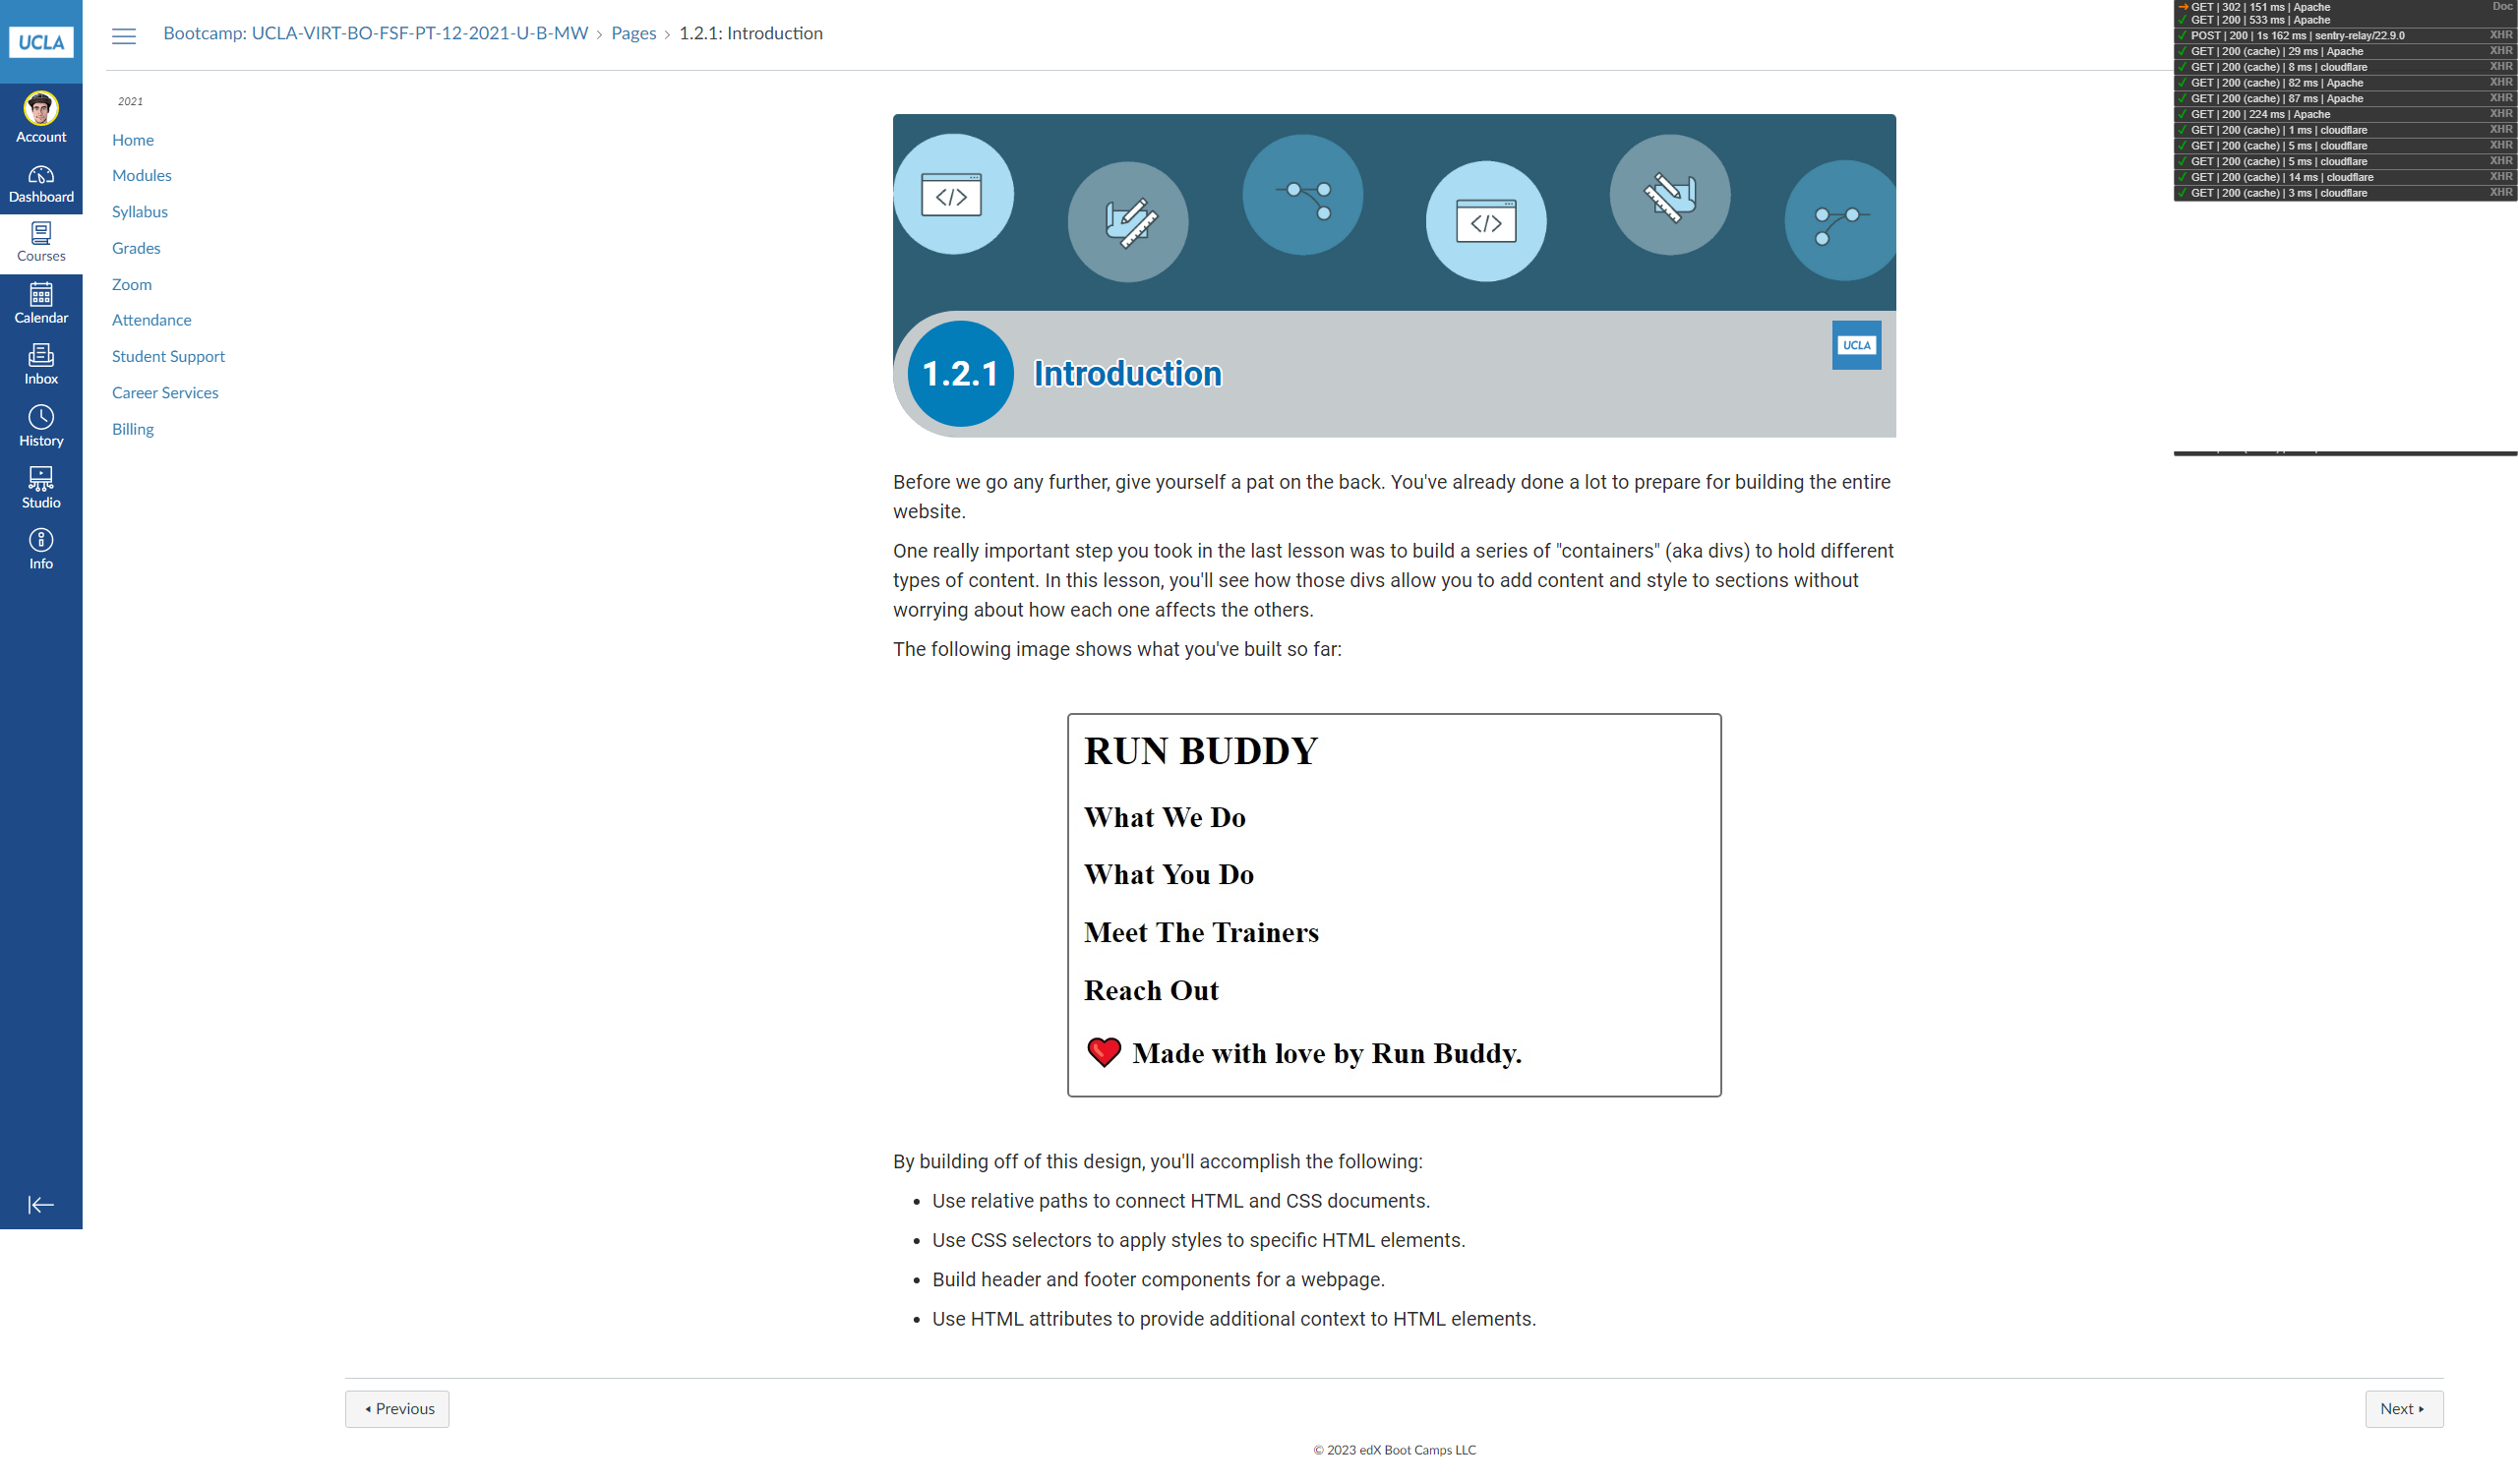 UCLA
Account
Dashboard
Courses
Calendar
Inbox
History
Studio
Info
Bootcamp: UCLA-VIRT-BO-FSF-PT-12-2021-U-B-MW › Pages › 1.2.1: Introduction
2021
Home
Modules
Syllabus
Grades
Zoom
Attendance
Student Support
Career Services
Billing
→ GET | 302 | 151 ms | Apache Doc
✓ GET | 200 | 533 ms | Apache
✓ POST | 200 | 1s 162 ms | sentry-relay/22.9.0 XHR
✓ GET | 200 (cache) | 29 ms | Apache XHR
✓ GET | 200 (cache) | 8 ms | cloudflare XHR
✓ GET | 200 (cache) | 82 ms | Apache XHR
✓ GET | 200 (cache) | 87 ms | Apache XHR
✓ GET | 200 | 224 ms | Apache XHR
✓ GET | 200 (cache) | 1 ms | cloudflare XHR
✓ GET | 200 (cache) | 5 ms | cloudflare XHR
✓ GET | 200 (cache) | 5 ms | cloudflare XHR
✓ GET | 200 (cache) | 14 ms | cloudflare XHR
✓ GET | 200 (cache) | 3 ms | cloudflare XHR
</>
</>
UCLA
1.2.1 Introduction
Before we go any further, give yourself a pat on the back. You've already done a lot to prepare for building the entire
website.
One really important step you took in the last lesson was to build a series of "containers" (aka divs) to hold different
types of content. In this lesson, you'll see how those divs allow you to add content and style to sections without
worrying about how each one affects the others.
The following image shows what you've built so far:
RUN BUDDY
What We Do
What You Do
Meet The Trainers
Reach Out
❤️ Made with love by Run Buddy.
By building off of this design, you'll accomplish the following:
• Use relative paths to connect HTML and CSS documents.
• Use CSS selectors to apply styles to specific HTML elements.
• Build header and footer components for a webpage.
• Use HTML attributes to provide additional context to HTML elements.
◂ Previous
Next ▸
© 2023 edX Boot Camps LLC